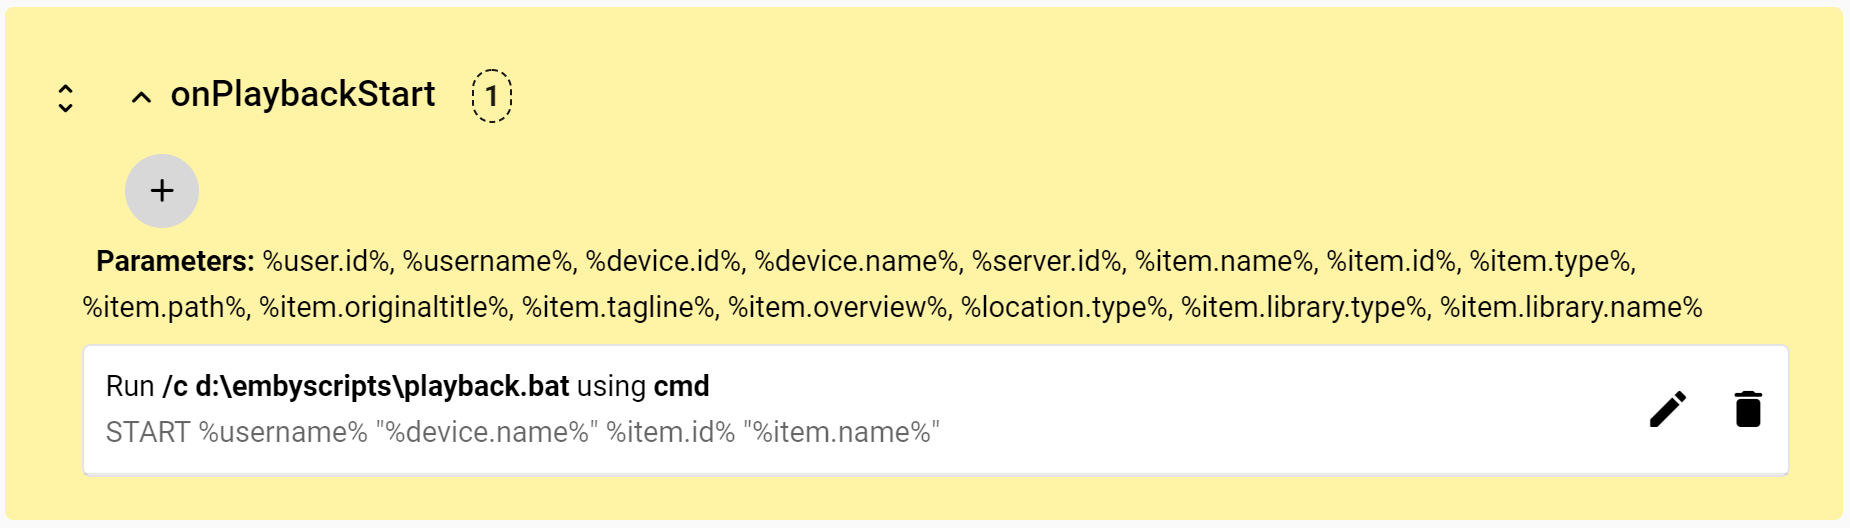 onPlaybackStart 1
+
Parameters: %user.id%, %username%, %device.id%, %device.name%, %server.id%, %item.name%, %item.id%, %item.type%,
%item.path%, %item.originaltitle%, %item.tagline%, %item.overview%, %location.type%, %item.library.type%, %item.library.name%
Run /c d:\embyscripts\playback.bat using cmd
START %username% "%device.name%" %item.id% "%item.name%"